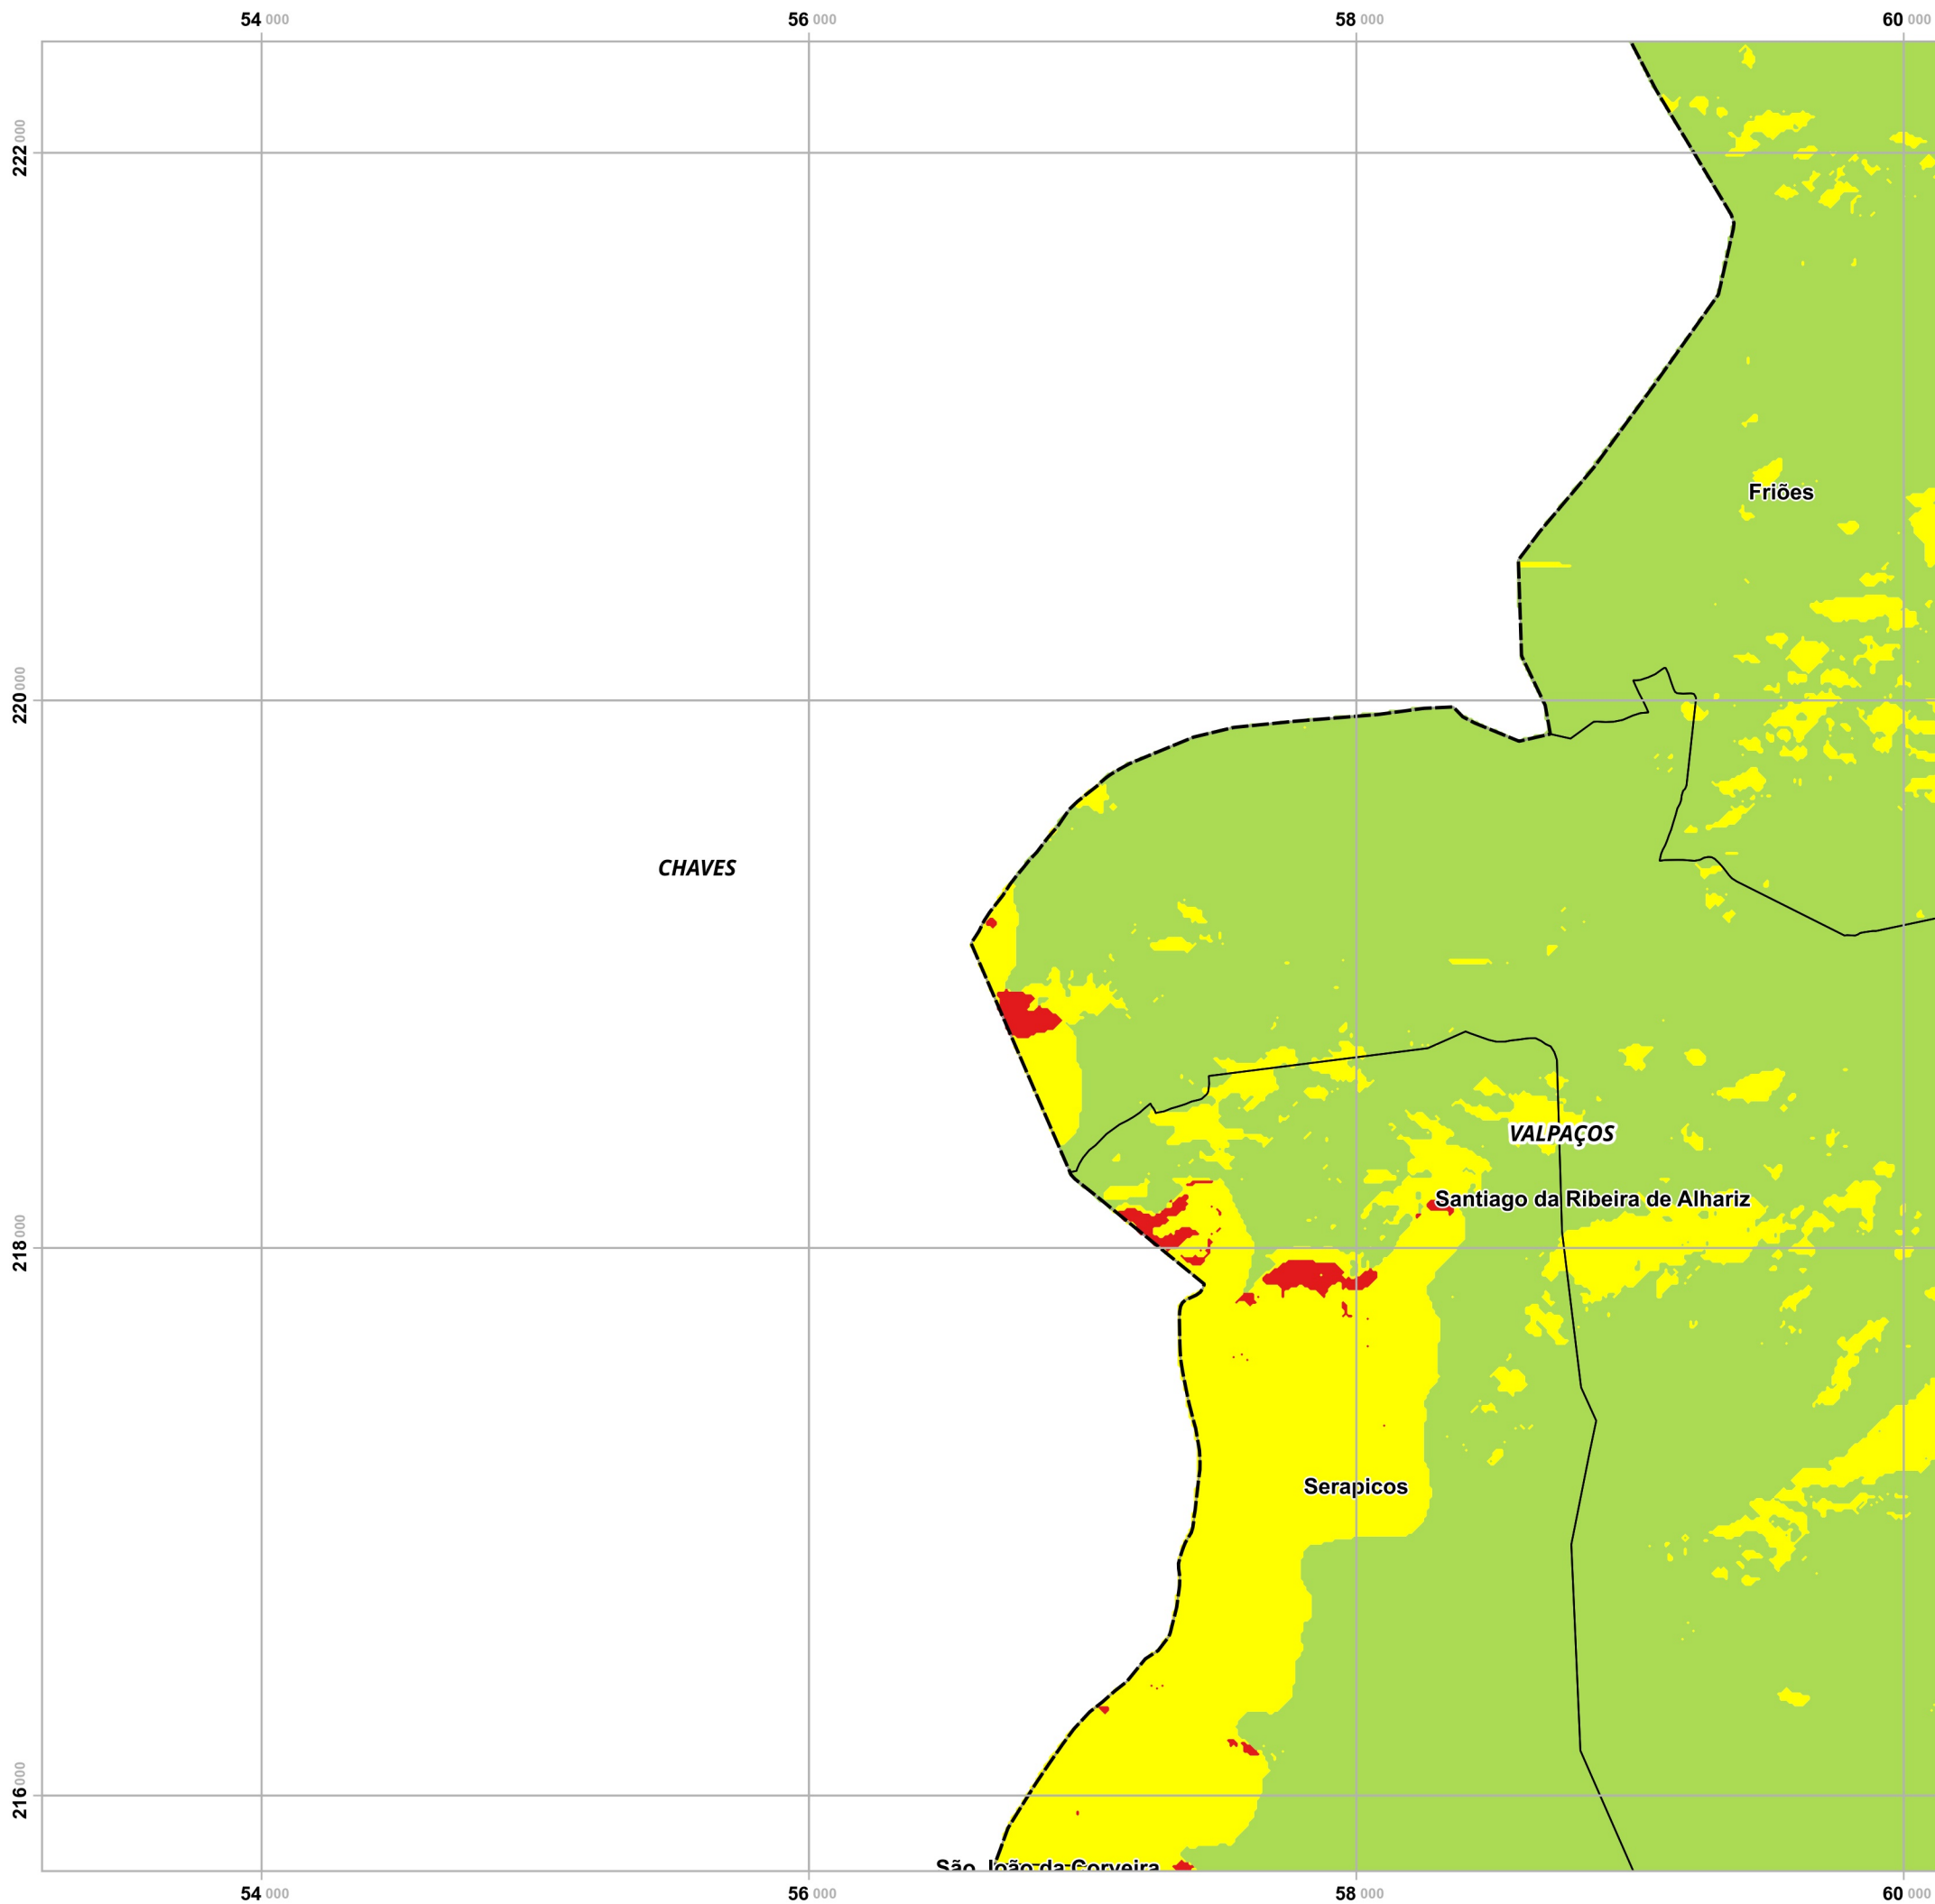 54 000 56 000 58 000 60 000
222 000
Friões
220 000
CHAVES
VALPAÇOS
Santiago da Ribeira de Alhariz
218 000
Serapicos
216 000
São João da Corveira
54 000 56 000 58 000 60 000